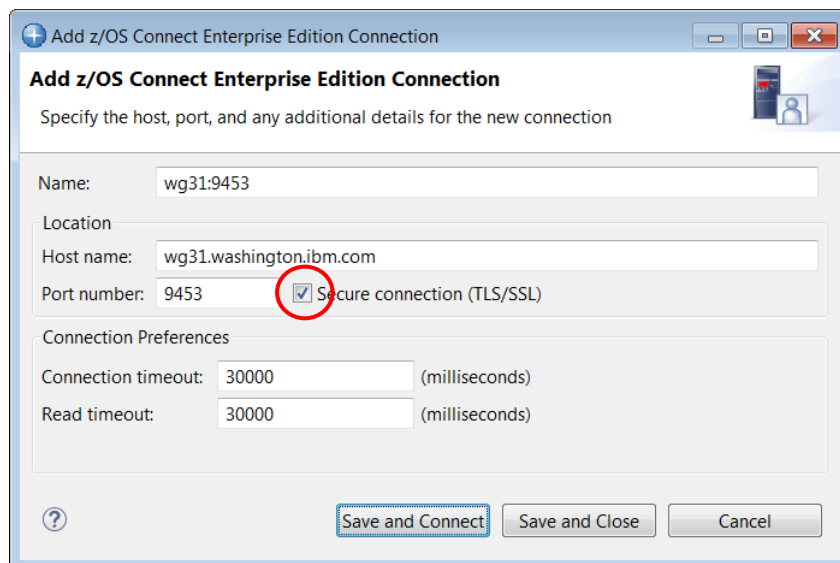 Add z/OS Connect Enterprise Edition Connection
Add z/OS Connect Enterprise Edition Connection
Specify the host, port, and any additional details for the new connection
Name: wg31:9453
Location
Host name: wg31.washington.ibm.com
Port number: 9453 Secure connection (TLS/SSL)
Connection Preferences
Connection timeout: 30000 (milliseconds)
Read timeout: 30000 (milliseconds)
? Save and Connect Save and Close Cancel